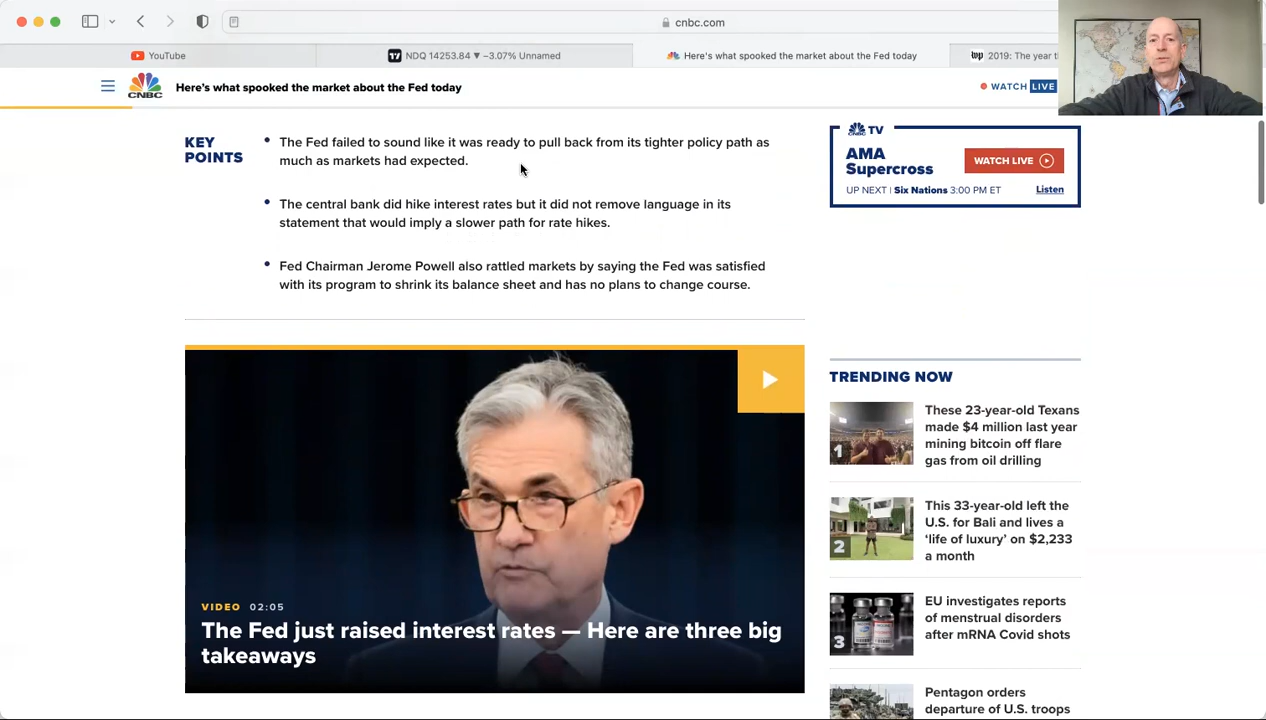 cnbc.com
YouTube
NDQ 14253.84 ▼ −3.07% Unnamed
Here's what spooked the market about the Fed today
wp 2019: The year t
CNBC
Here's what spooked the market about the Fed today
WATCH LIVE
KEY
POINTS
The Fed failed to sound like it was ready to pull back from its tighter policy path as
much as markets had expected.
The central bank did hike interest rates but it did not remove language in its
statement that would imply a slower path for rate hikes.
Fed Chairman Jerome Powell also rattled markets by saying the Fed was satisfied
with its program to shrink its balance sheet and has no plans to change course.
VIDEO 02:05
The Fed just raised interest rates — Here are three big
takeaways
TV
AMA
Supercross
WATCH LIVE
UP NEXT | Six Nations 3:00 PM ET
Listen
TRENDING NOW
1
These 23-year-old Texans
made $4 million last year
mining bitcoin off flare
gas from oil drilling
2
This 33-year-old left the
U.S. for Bali and lives a
‘life of luxury’ on $2,233
a month
3
EU investigates reports
of menstrual disorders
after mRNA Covid shots
Pentagon orders
departure of U.S. troops